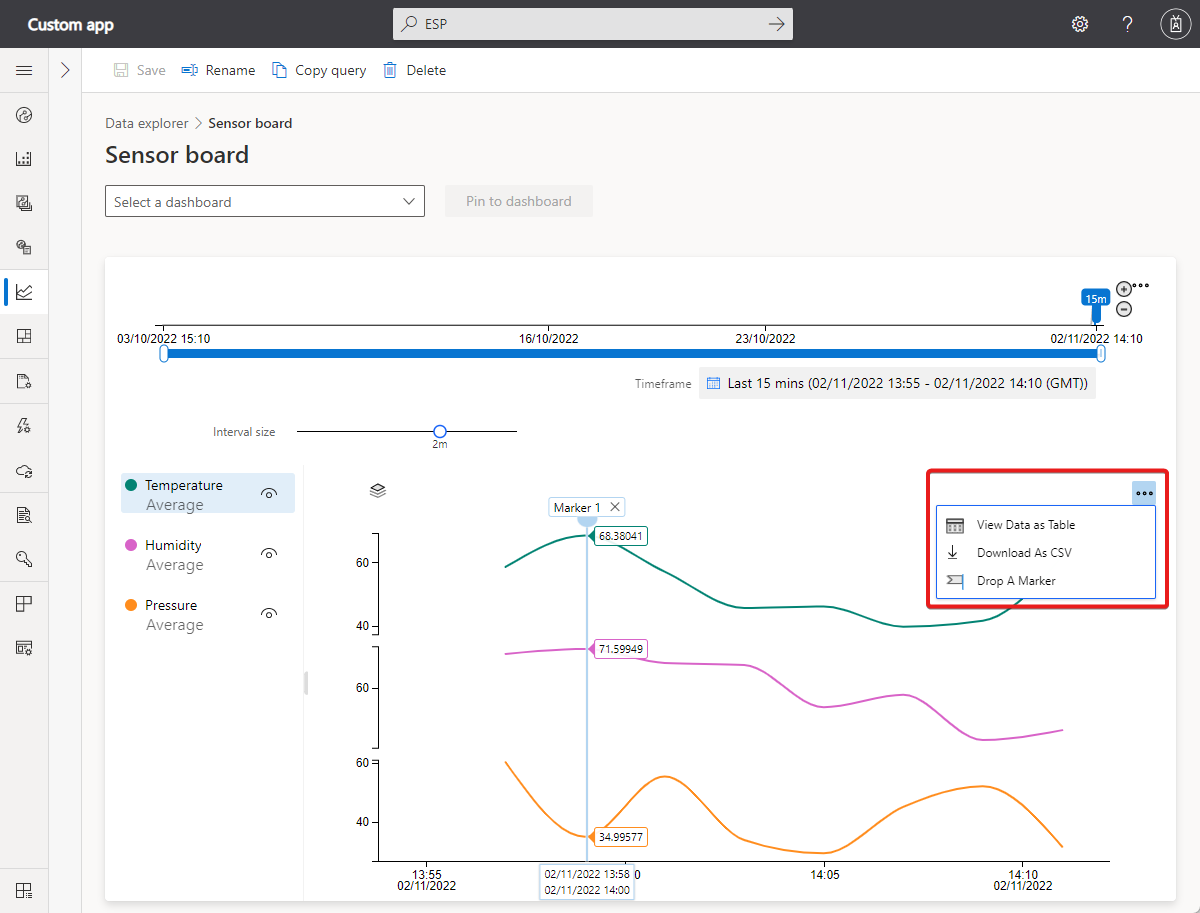 Custom app
ESP
Save Rename Copy query Delete
Data explorer > Sensor board
Sensor board
Select a dashboard
Pin to dashboard
15m
03/10/2022 15:10 16/10/2022 23/10/2022 02/11/2022 14:10
Timeframe Last 15 mins (02/11/2022 13:55 - 02/11/2022 14:10 (GMT))
Interval size
2m
Temperature
Average
Humidity
Average
Pressure
Average
Marker 1
View Data as Table
Download As CSV
Drop A Marker
68.38041
60
40
71.59949
60
60
40
34.99577
13:55
02/11/2022
02/11/2022 13:58
02/11/2022 14:00
0
14:05
14:10
02/11/2022